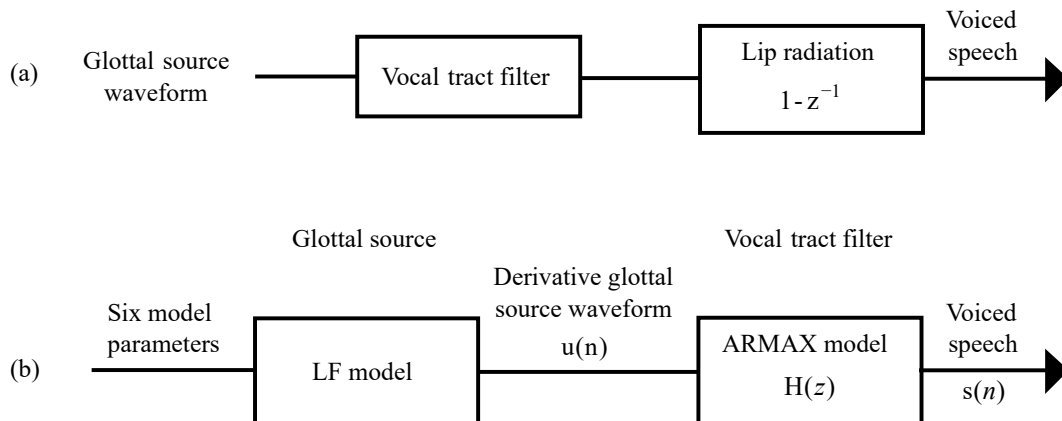 (a)
Glottal source
waveform
Vocal tract filter
Lip radiation
1 - z⁻¹
Voiced
speech
Glottal source
Vocal tract filter
(b)
Six model
parameters
LF model
Derivative glottal
source waveform
u(n)
ARMAX model
H(z)
Voiced
speech
s(n)